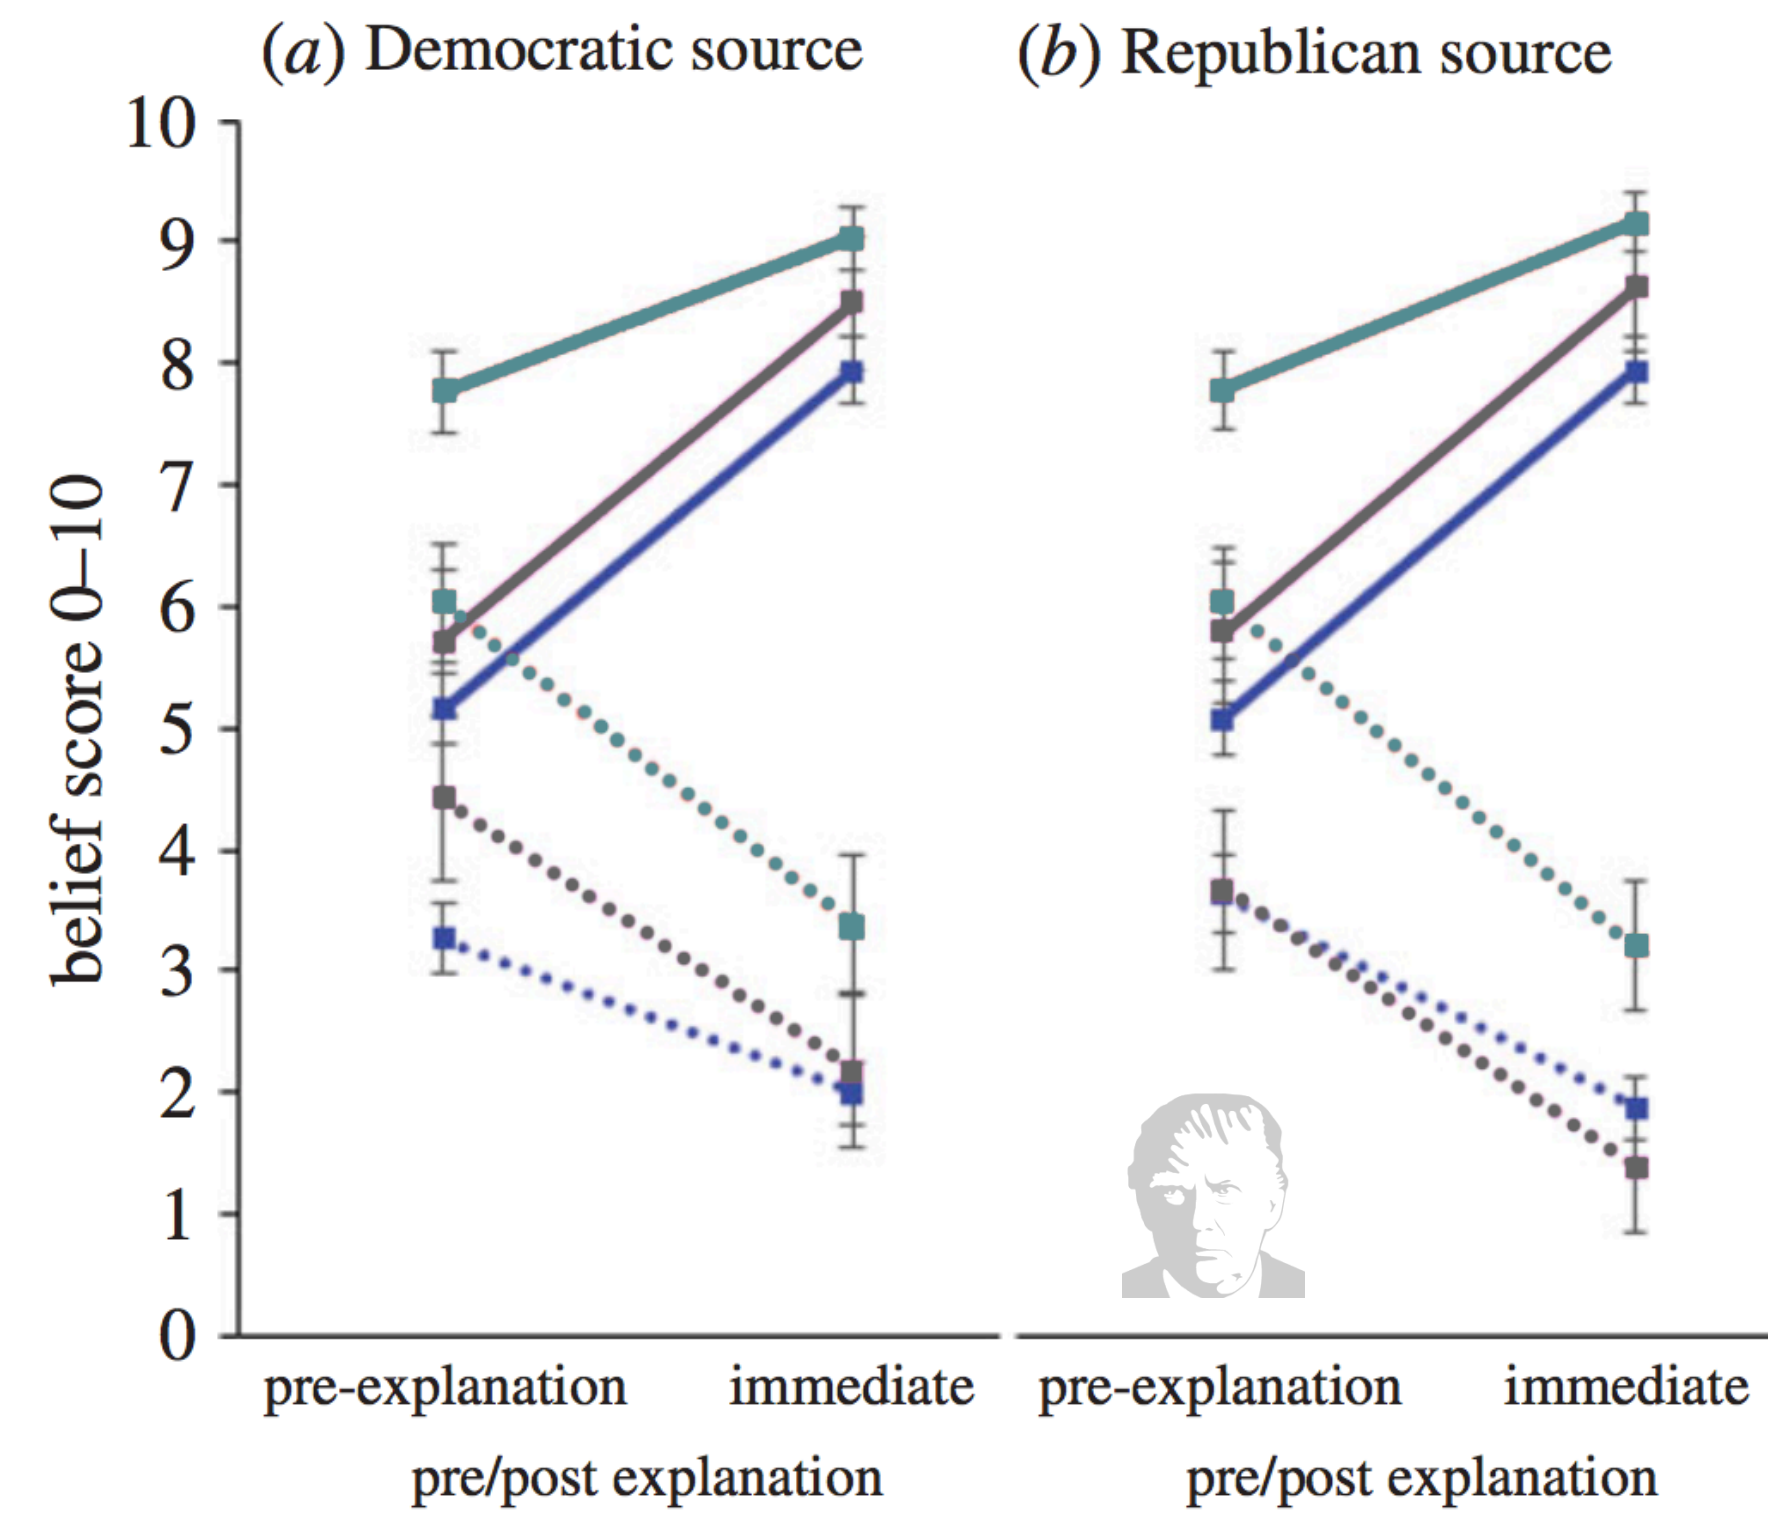 (a) Democratic source
(b) Republican source
belief score 0–10
10
9
8
7
6
5
4
3
2
1
0
pre-explanation immediate
pre-explanation immediate
pre/post explanation
pre/post explanation